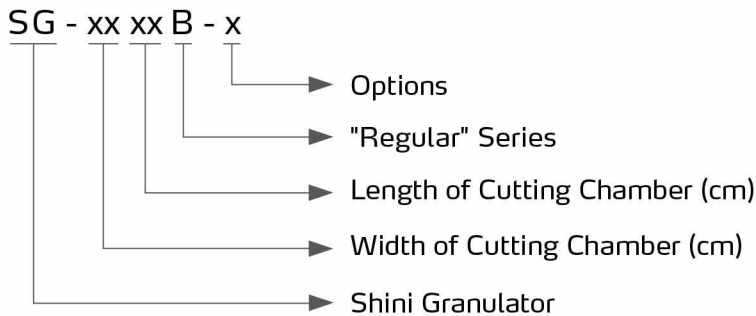 SG - xx xx B - x
Options
"Regular" Series
Length of Cutting Chamber (cm)
Width of Cutting Chamber (cm)
Shini Granulator